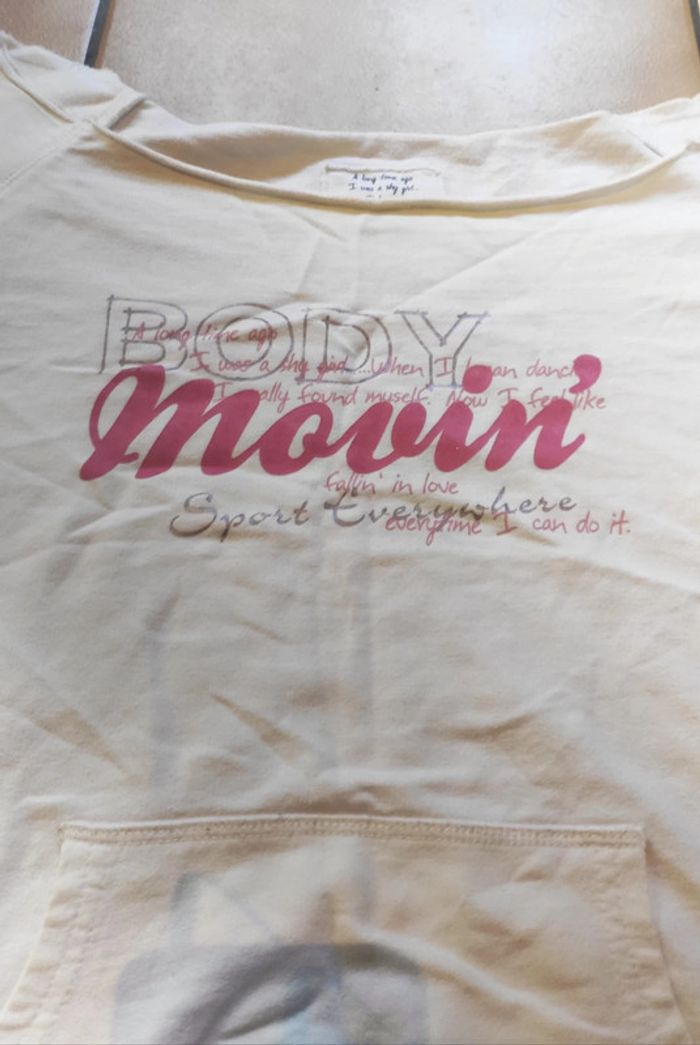 A long time ago
I was a shy girl.
BODY
A long time ago
I was a shy girl....when I began danc
I really found myself. Now I feel like
Movin'
fallin' in love
Sport Everywhere
everytime I can do it.